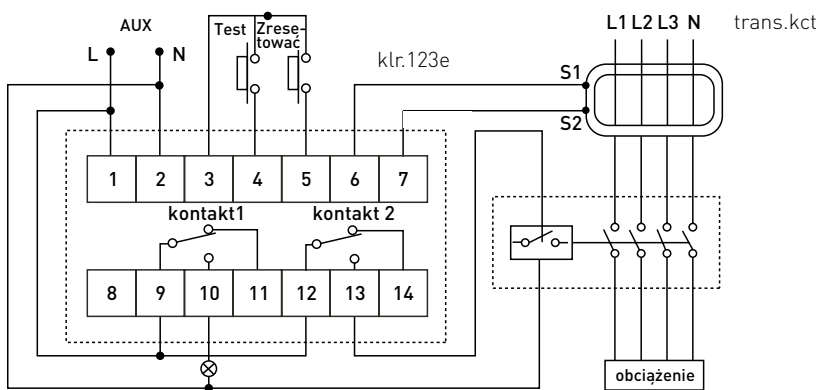 AUX
L N
Test Zrese-
tować
klr.123e
L1 L2 L3 N
trans.kct
S1
S2
1 2 3 4 5 6 7
kontakt1 kontakt 2
8 9 10 11 12 13 14
obciążenie